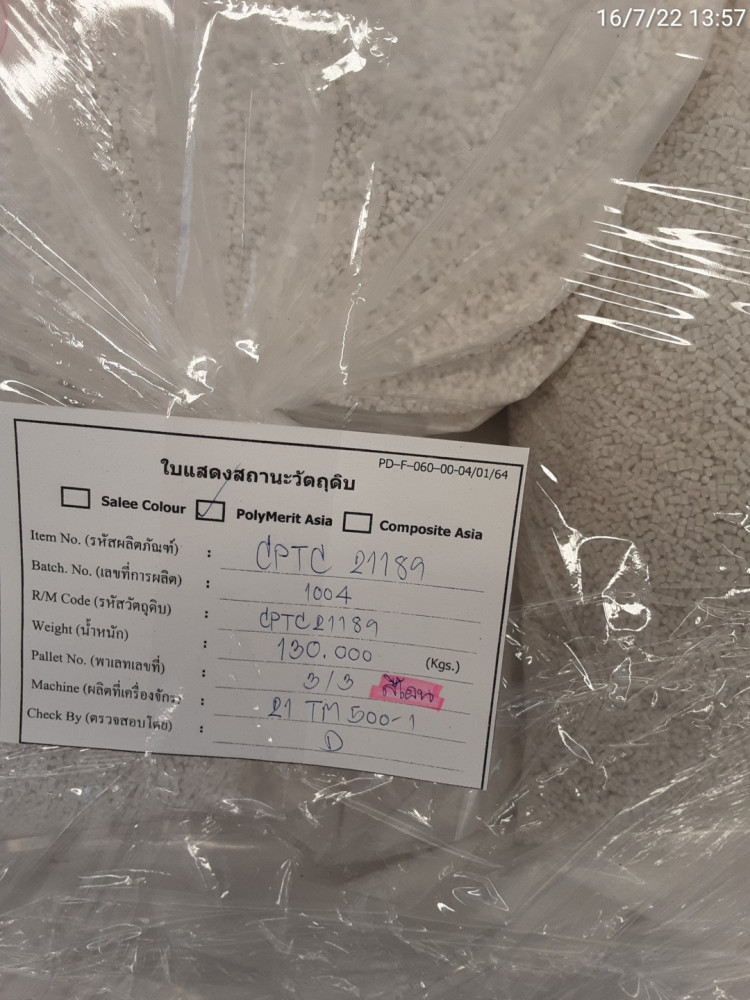 16/7/22 13:57
PD-F-060-00-04/01/64
ใบแสดงสถานะวัตถุดิบ
Salee Colour PolyMerit Asia Composite Asia
Item No. (รหัสผลิตภัณฑ์) : CPTC 21189
Batch. No. (เลขที่การผลิต) : 1004
R/M Code (รหัสวัตถุดิบ) : CPTC21189
Weight (น้ำหนัก) : 130.000 (Kgs.)
Pallet No. (พาเลทเลขที่) : 3/3
Machine (ผลิตที่เครื่องจักร) : 21 TM 500-1
Check By (ตรวจสอบโดย) : D